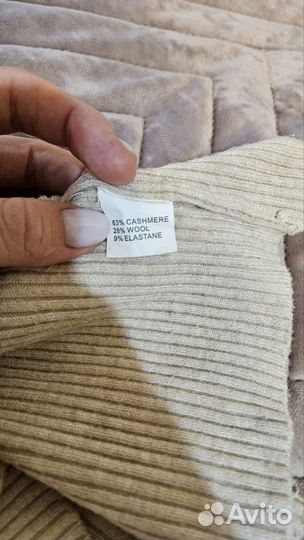 63% CASHMERE
28% WOOL
9% ELASTANE
Avito